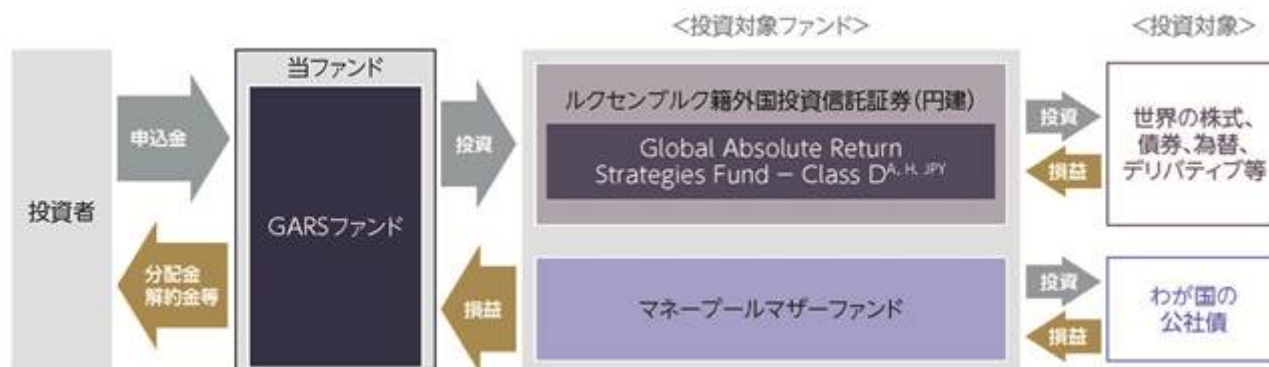 ＜投資対象ファンド＞
＜投資対象＞
投資者
申込金
分配金
解約金等
当ファンド
GARSファンド
投資
損益
ルクセンブルク籍外国投資信託証券(円建)
Global Absolute Return
Strategies Fund – Class Dᴬ, ᴴ, ᴶᴾʸ
マネープールマザーファンド
投資
損益
世界の株式、
債券、為替、
デリバティブ等
投資
損益
わが国の
公社債